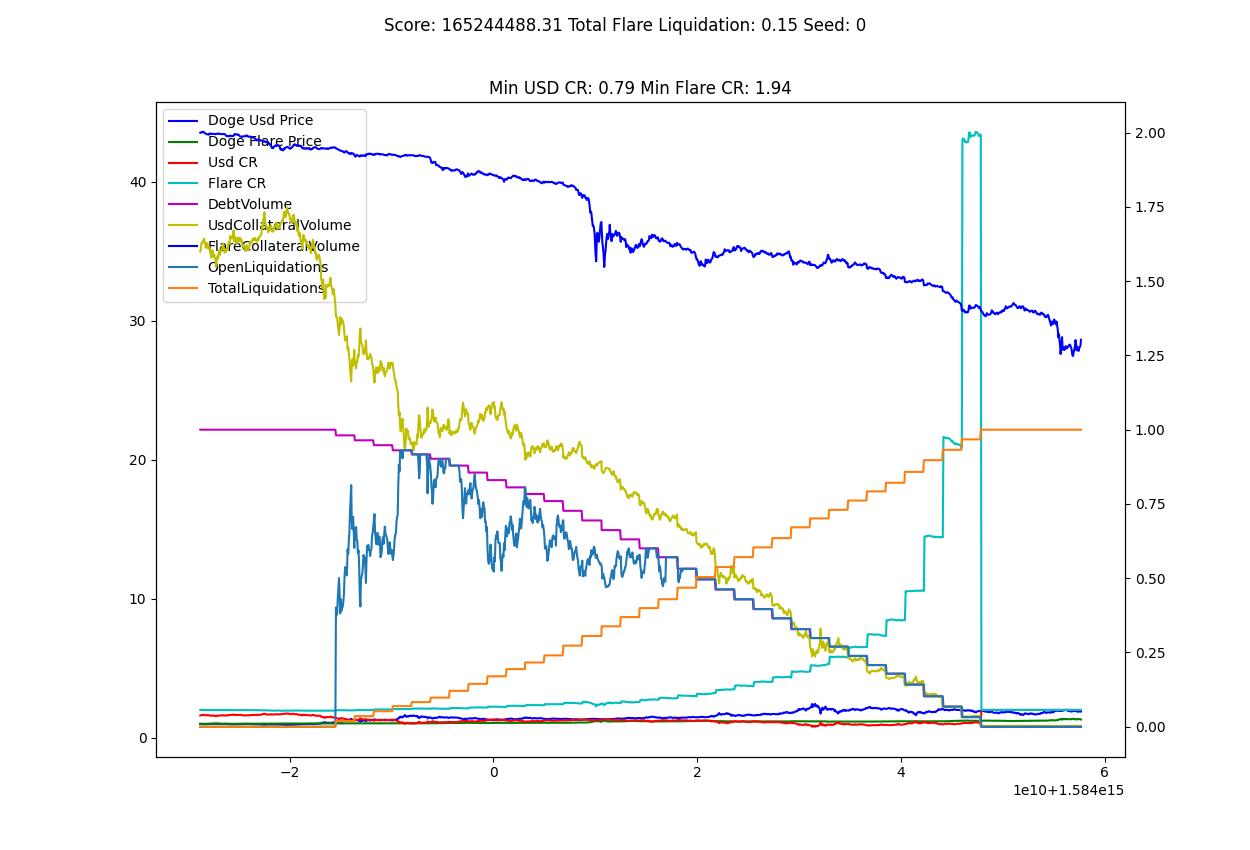 Score: 165244488.31 Total Flare Liquidation: 0.15 Seed: 0
Min USD CR: 0.79 Min Flare CR: 1.94
Doge Usd Price
Doge Flare Price
Usd CR
Flare CR
DebtVolume
UsdCollateralVolume
FlareCollateralVolume
OpenLiquidations
TotalLiquidations
40
30
20
10
0
2.00
1.75
1.50
1.25
1.00
0.75
0.50
0.25
0.00
−2 0 2 4 6
1e10+1.584e15